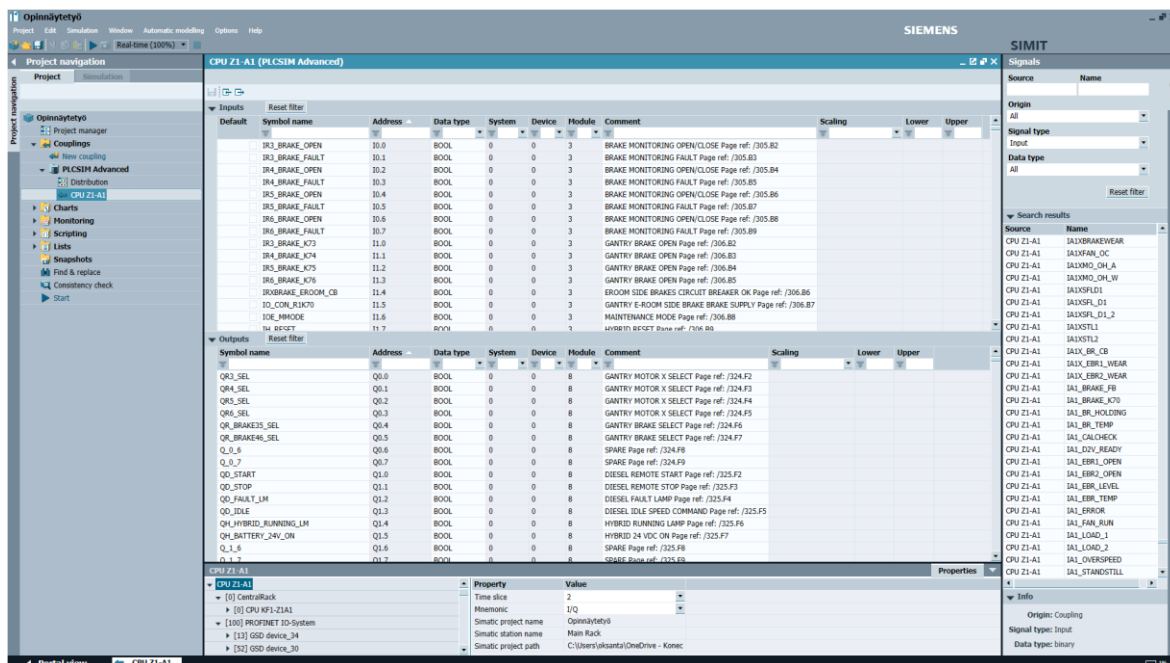 Opinnäytetyö
Project Edit Simulation Window Automatic modelling Options Help
SIEMENS
Real-time (100%)
SIMIT
Project navigation
CPU Z1-A1 (PLCSIM Advanced)
Signals
Project navigation
Project Simulation
Opinnäytetyö
Project manager
Couplings
New coupling
PLCSIM Advanced
Distribution
CPU Z1-A1
Charts
Monitoring
Scripting
Lists
Snapshots
Find & replace
Consistency check
Start
Inputs Reset filter
Default Symbol name Address Data type System Device Module Comment Scaling Lower Upper
IR3_BRAKE_OPEN I0.0 BOOL 0 0 3 BRAKE MONITORING OPEN/CLOSE Page ref: /305.B2
IR3_BRAKE_FAULT I0.1 BOOL 0 0 3 BRAKE MONITORING FAULT Page ref: /305.B3
IR4_BRAKE_OPEN I0.2 BOOL 0 0 3 BRAKE MONITORING OPEN/CLOSE Page ref: /305.B4
IR4_BRAKE_FAULT I0.3 BOOL 0 0 3 BRAKE MONITORING FAULT Page ref: /305.B5
IR5_BRAKE_OPEN I0.4 BOOL 0 0 3 BRAKE MONITORING OPEN/CLOSE Page ref: /305.B6
IR5_BRAKE_FAULT I0.5 BOOL 0 0 3 BRAKE MONITORING FAULT Page ref: /305.B7
IR6_BRAKE_OPEN I0.6 BOOL 0 0 3 BRAKE MONITORING OPEN/CLOSE Page ref: /305.B8
IR6_BRAKE_FAULT I0.7 BOOL 0 0 3 BRAKE MONITORING FAULT Page ref: /305.B9
IR3_BRAKE_K73 I1.0 BOOL 0 0 3 GANTRY BRAKE OPEN Page ref: /306.B2
IR4_BRAKE_K74 I1.1 BOOL 0 0 3 GANTRY BRAKE OPEN Page ref: /306.B3
IR5_BRAKE_K75 I1.2 BOOL 0 0 3 GANTRY BRAKE OPEN Page ref: /306.B4
IR6_BRAKE_K76 I1.3 BOOL 0 0 3 GANTRY BRAKE OPEN Page ref: /306.B5
IRXBRAKE_EROOM_CB I1.4 BOOL 0 0 3 EROOM SIDE BRAKES CIRCUIT BREAKER OK Page ref: /306.B6
IO_CON_R1K70 I1.5 BOOL 0 0 3 GANTRY E-ROOM SIDE BRAKE BRAKE SUPPLY Page ref: /306.B7
IOE_MMODE I1.6 BOOL 0 0 3 MAINTENANCE MODE Page ref: /306.B8
IH_RESET I1.7 BOOL 0 0 3 HYBRID RESET Page ref: /306.B9
Outputs Reset filter
Symbol name Address Data type System Device Module Comment Scaling Lower Upper
QR3_SEL Q0.0 BOOL 0 0 8 GANTRY MOTOR X SELECT Page ref: /324.F2
QR4_SEL Q0.1 BOOL 0 0 8 GANTRY MOTOR X SELECT Page ref: /324.F3
QR5_SEL Q0.2 BOOL 0 0 8 GANTRY MOTOR X SELECT Page ref: /324.F4
QR6_SEL Q0.3 BOOL 0 0 8 GANTRY MOTOR X SELECT Page ref: /324.F5
QR_BRAKE35_SEL Q0.4 BOOL 0 0 8 GANTRY BRAKE SELECT Page ref: /324.F6
QR_BRAKE46_SEL Q0.5 BOOL 0 0 8 GANTRY BRAKE SELECT Page ref: /324.F7
Q_0_6 Q0.6 BOOL 0 0 8 SPARE Page ref: /324.F8
Q_0_7 Q0.7 BOOL 0 0 8 SPARE Page ref: /324.F9
QD_START Q1.0 BOOL 0 0 8 DIESEL REMOTE START Page ref: /325.F2
QD_STOP Q1.1 BOOL 0 0 8 DIESEL REMOTE STOP Page ref: /325.F3
QD_FAULT_LM Q1.2 BOOL 0 0 8 DIESEL FAULT LAMP Page ref: /325.F4
QD_IDLE Q1.3 BOOL 0 0 8 DIESEL IDLE SPEED COMMAND Page ref: /325.F5
QH_HYBRID_RUNNING_LM Q1.4 BOOL 0 0 8 HYBRID RUNNING LAMP Page ref: /325.F6
QH_BATTERY_24V_ON Q1.5 BOOL 0 0 8 HYBRID 24 VDC ON Page ref: /325.F7
Q_1_6 Q1.6 BOOL 0 0 8 SPARE Page ref: /325.F8
Q_1_7 Q1.7 BOOL 0 0 8 SPARE Page ref: /325.F9
CPU Z1-A1 Properties
CPU Z1-A1
[0] CentralRack
[0] CPU KF1-Z1A1
[100] PROFINET IO-System
[13] GSD device_34
[52] GSD device_30
Property Value
Time slice 2
Mnemonic I/Q
Simatic project name Opinnäytetyö
Simatic station name Main Rack
Simatic project path C:\Users\oksanta\OneDrive - Konec
Source Name
Origin
All
Signal type
Input
Data type
All
Reset filter
Search results
Source Name
CPU Z1-A1 IA1XBRAKEWEAR
CPU Z1-A1 IA1XFAN_OC
CPU Z1-A1 IA1XMO_OH_A
CPU Z1-A1 IA1XMO_OH_W
CPU Z1-A1 IA1XSFLD1
CPU Z1-A1 IA1XSFL_D1
CPU Z1-A1 IA1XSFL_D1_2
CPU Z1-A1 IA1XSTL1
CPU Z1-A1 IA1XSTL2
CPU Z1-A1 IA1X_BR_CB
CPU Z1-A1 IA1X_EBR1_WEAR
CPU Z1-A1 IA1X_EBR2_WEAR
CPU Z1-A1 IA1_BRAKE_FB
CPU Z1-A1 IA1_BRAKE_K70
CPU Z1-A1 IA1_BR_HOLDING
CPU Z1-A1 IA1_BR_TEMP
CPU Z1-A1 IA1_CALCHECK
CPU Z1-A1 IA1_D2V_READY
CPU Z1-A1 IA1_EBR1_OPEN
CPU Z1-A1 IA1_EBR2_OPEN
CPU Z1-A1 IA1_EBR_LEVEL
CPU Z1-A1 IA1_EBR_TEMP
CPU Z1-A1 IA1_ERROR
CPU Z1-A1 IA1_FAN_RUN
CPU Z1-A1 IA1_LOAD_1
CPU Z1-A1 IA1_LOAD_2
CPU Z1-A1 IA1_OVERSPEED
CPU Z1-A1 IA1_STANDSTILL
Info
Origin: Coupling
Signal type: Input
Data type: binary
Portal view CPU Z1-A1